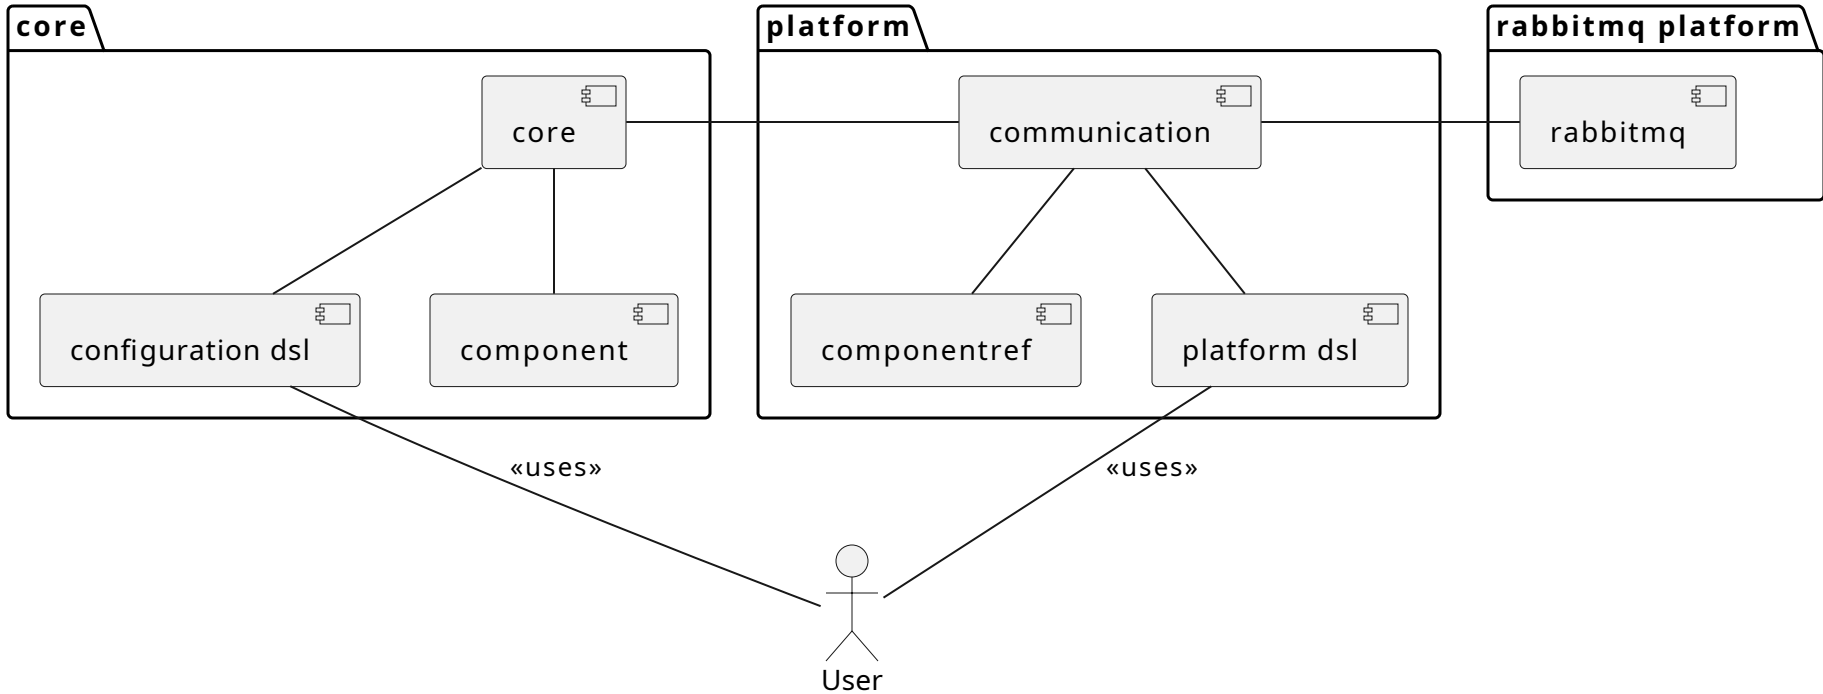 core
platform
rabbitmq platform
core
communication
rabbitmq
configuration dsl
component
componentref
platform dsl
«uses»
«uses»
User